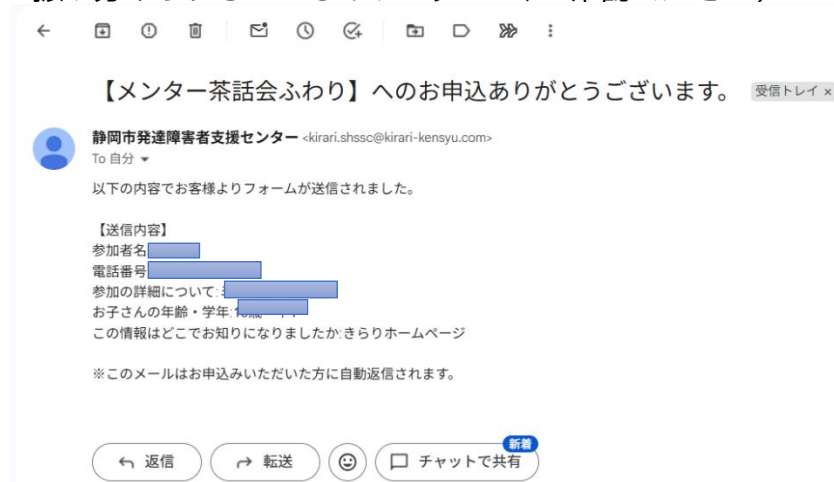 【メンター茶話会ふわり】へのお申込ありがとうございます。 受信トレイ ×
静岡市発達障害者支援センター <kirari.shssc@kirari-kensyu.com>
To 自分
以下の内容でお客様よりフォームが送信されました。
【送信内容】
参加者名
電話番号
参加の詳細について:
お子さんの年齢・学年:
この情報はどこでお知りになりましたか:きらりホームページ
※このメールはお申込みいただいた方に自動返信されます。
新着
返信 転送 チャットで共有